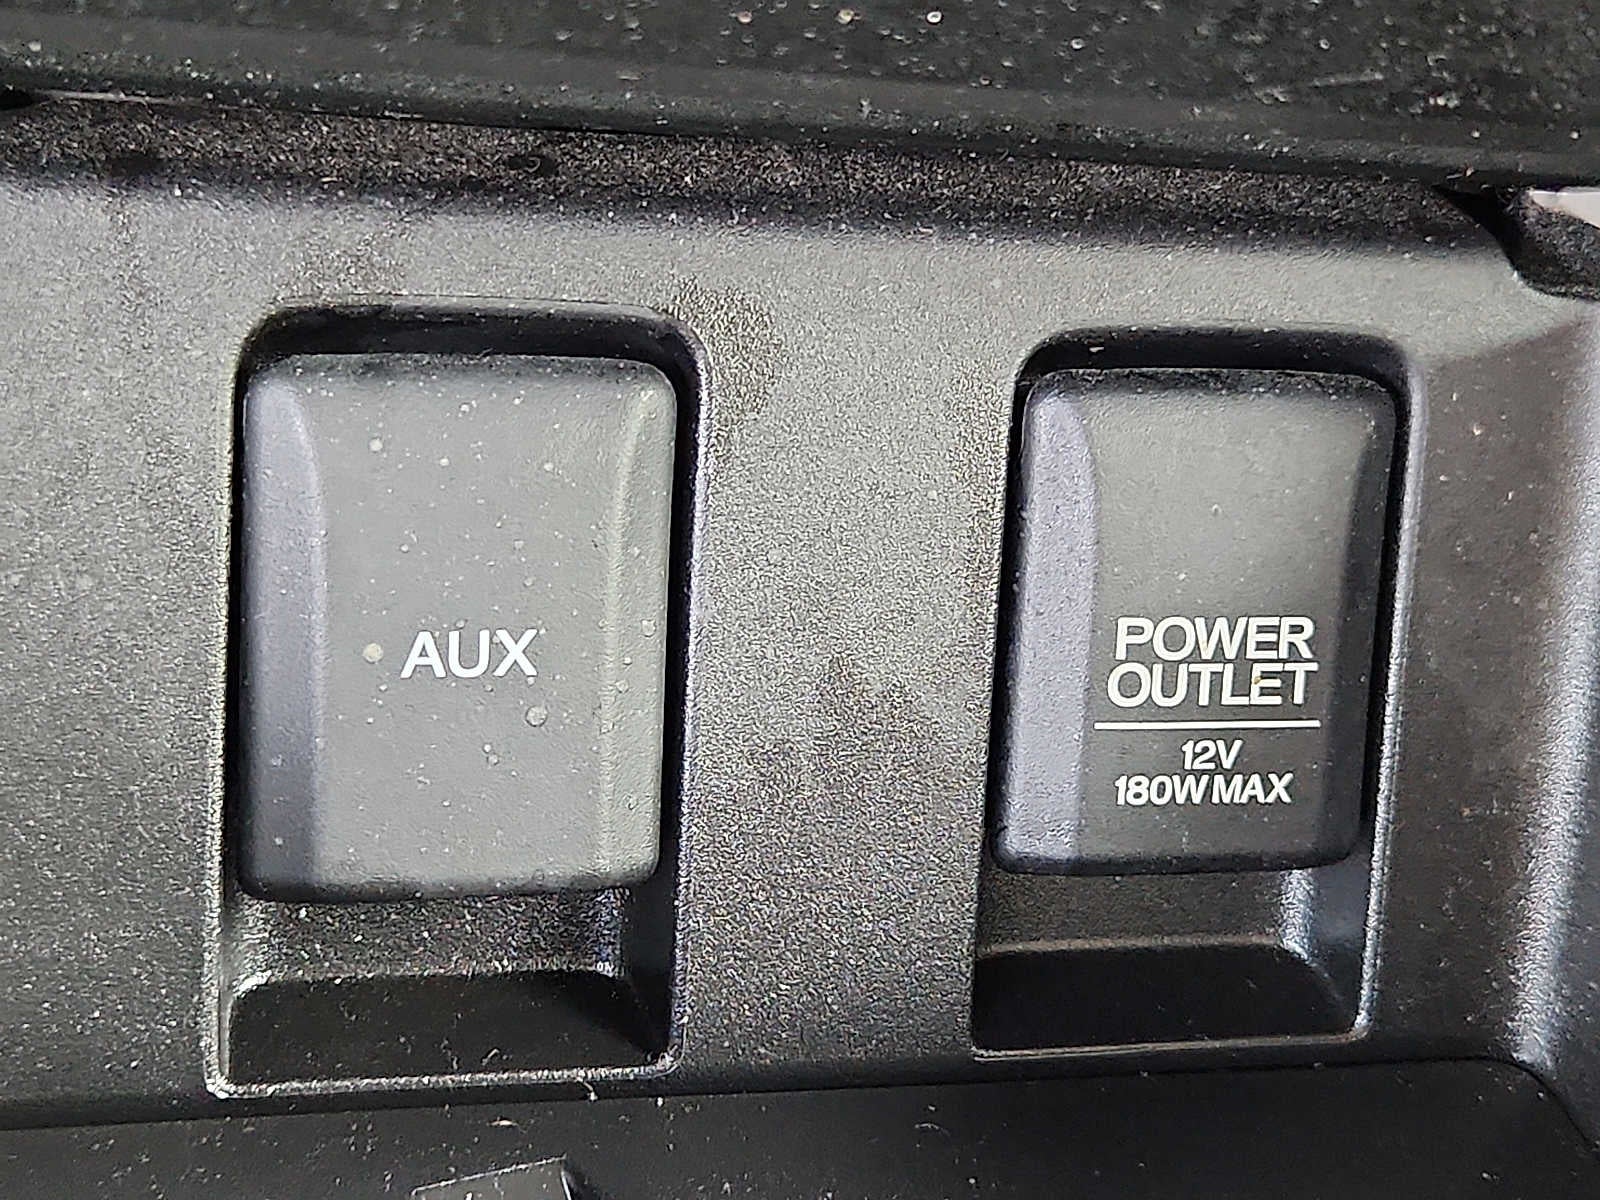 AUX
POWER
OUTLET
12V
180W MAX